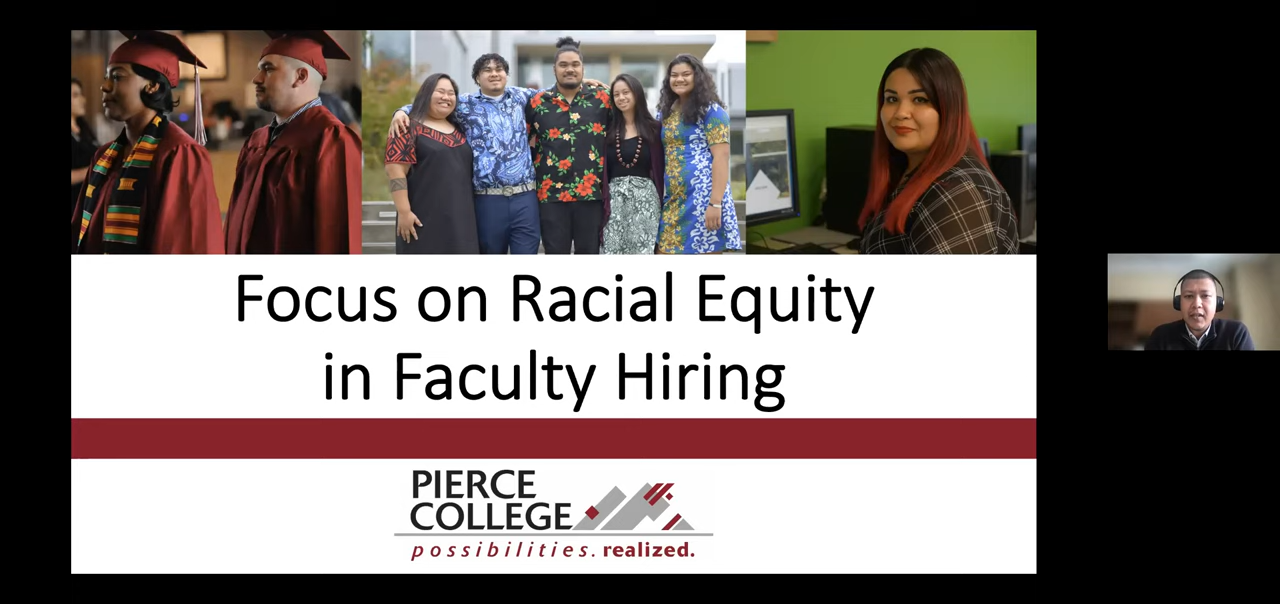 Focus on Racial Equity
in Faculty Hiring
PIERCE
COLLEGE
possibilities. realized.